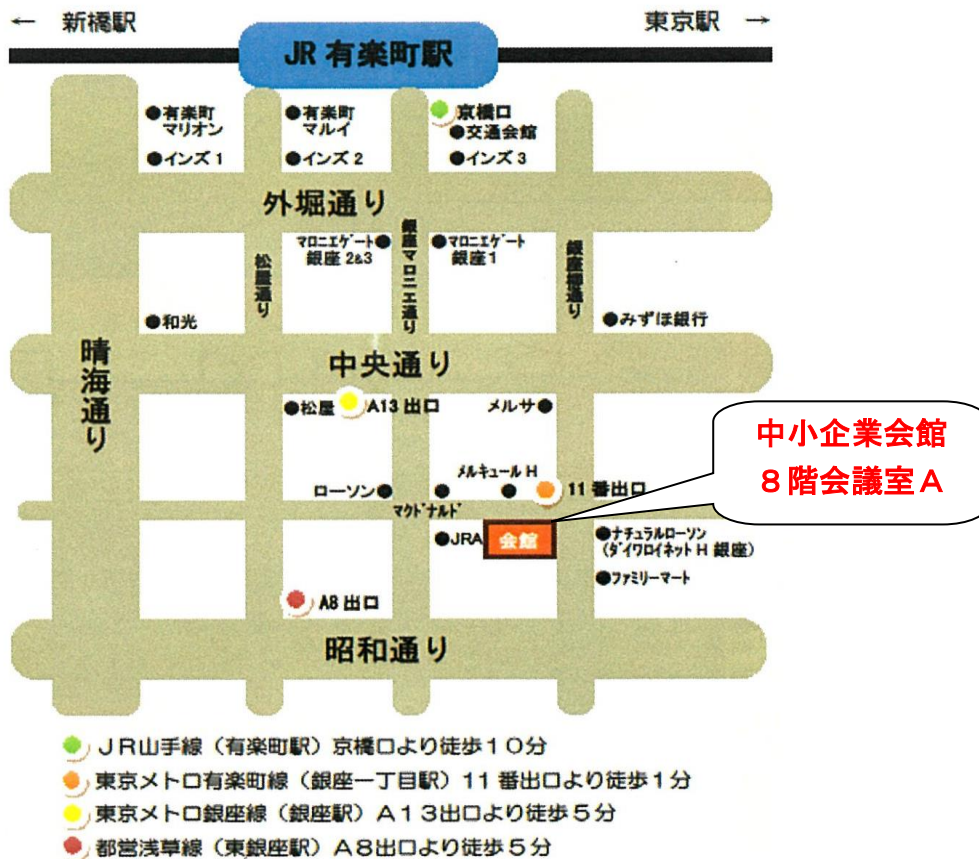 ← 新橋駅
東京駅 →
JR 有楽町駅
●有楽町
マリオン
●有楽町
マルイ
京橋口
●交通会館
●インズ 1
●インズ 2
●インズ 3
外堀通り
マロニエゲート●
銀座 2&3
●マロニエゲート
銀座1
松屋通り
銀座マロニエ通り
銀座柳通り
●和光
●みずほ銀行
晴海通り
中央通り
●松屋
A13 出口
メルサ●
中小企業会館
8階会議室A
メルキュール H
ローソン●
11 番出口
マクドナルド
●JRA
会館
●ナチュラルローソン
(ダイワロイネット H 銀座)
●ファミリーマート
A8 出口
昭和通り
JR山手線（有楽町駅）京橋口より徒歩10分
東京メトロ有楽町線（銀座一丁目駅）11 番出口より徒歩1分
東京メトロ銀座線（銀座駅）A13出口より徒歩5分
都営浅草線（東銀座駅）A8出口より徒歩5分